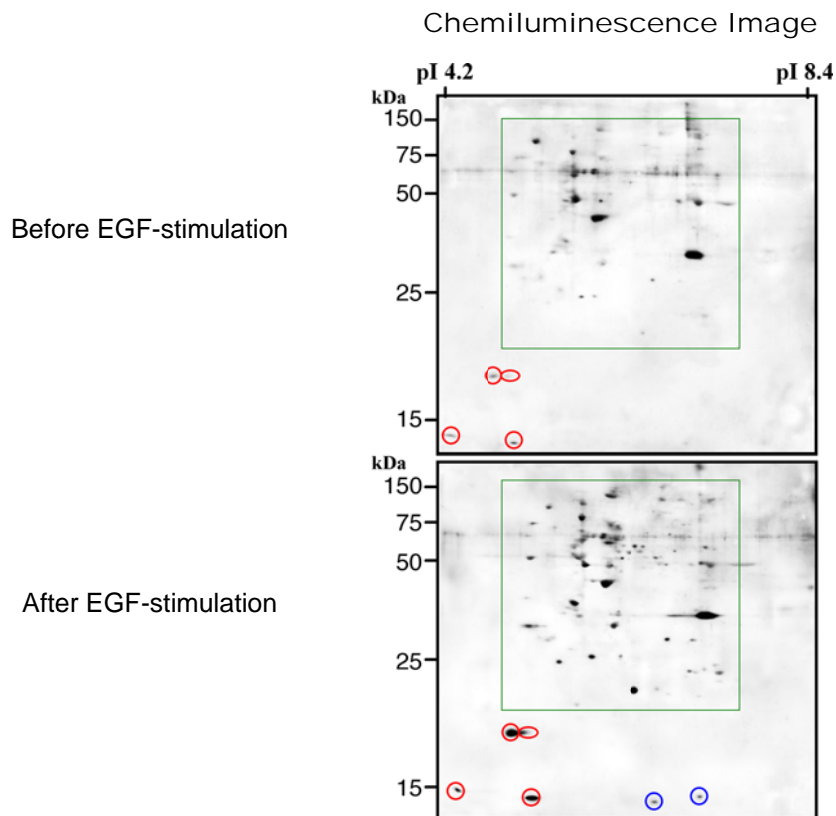 Chemiluminescence Image
pI 4.2 pI 8.4
kDa
150
75
50
Before EGF-stimulation
25
15
kDa
150
75
50
After EGF-stimulation
25
15